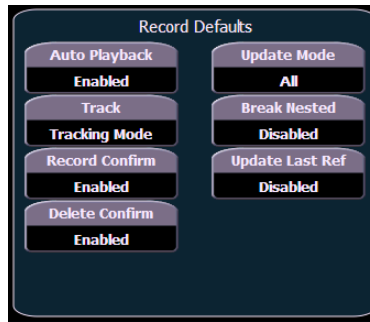 Record Defaults
Auto Playback
Enabled
Update Mode
All
Track
Tracking Mode
Break Nested
Disabled
Record Confirm
Enabled
Update Last Ref
Disabled
Delete Confirm
Enabled